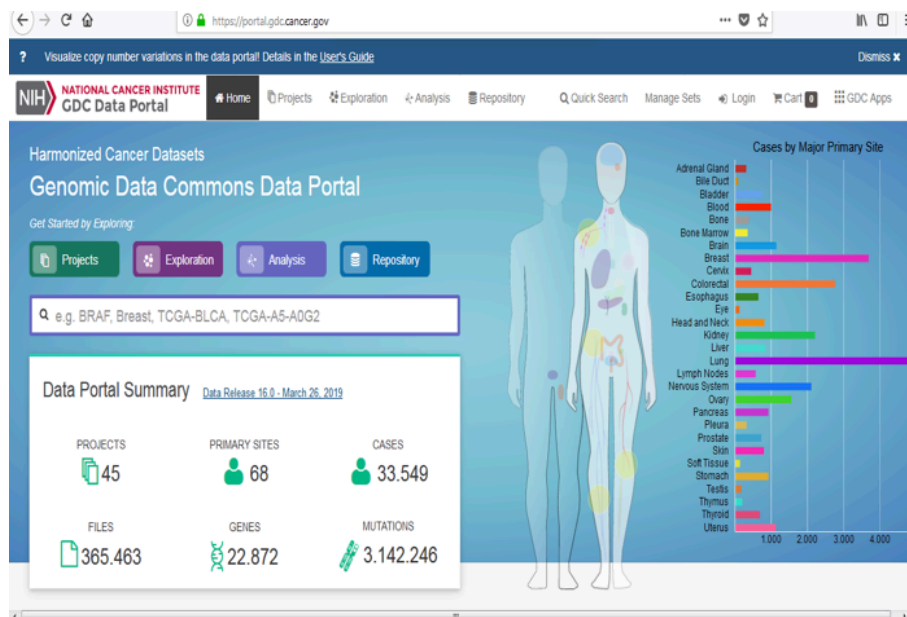 https://portal.gdc.cancer.gov
? Visualize copy number variations in the data portal! Details in the User's Guide Dismiss ×
NIH NATIONAL CANCER INSTITUTE
GDC Data Portal
Home Projects Exploration Analysis Repository Quick Search Manage Sets Login Cart 0 GDC Apps
Harmonized Cancer Datasets
Genomic Data Commons Data Portal
Get Started by Exploring:
Projects Exploration Analysis Repository
e.g. BRAF, Breast, TCGA-BLCA, TCGA-A5-A0G2
Data Portal Summary Data Release 16.0 - March 26, 2019
PROJECTS PRIMARY SITES CASES
45 68 33.549
FILES GENES MUTATIONS
365.463 22.872 3.142.246
Cases by Major Primary Site
Adrenal Gland
Bile Duct
Bladder
Blood
Bone
Bone Marrow
Brain
Breast
Cervix
Colorectal
Esophagus
Eye
Head and Neck
Kidney
Liver
Lung
Lymph Nodes
Nervous System
Ovary
Pancreas
Pleura
Prostate
Skin
Soft Tissue
Stomach
Testis
Thymus
Thyroid
Uterus
1.000 2.000 3.000 4.000